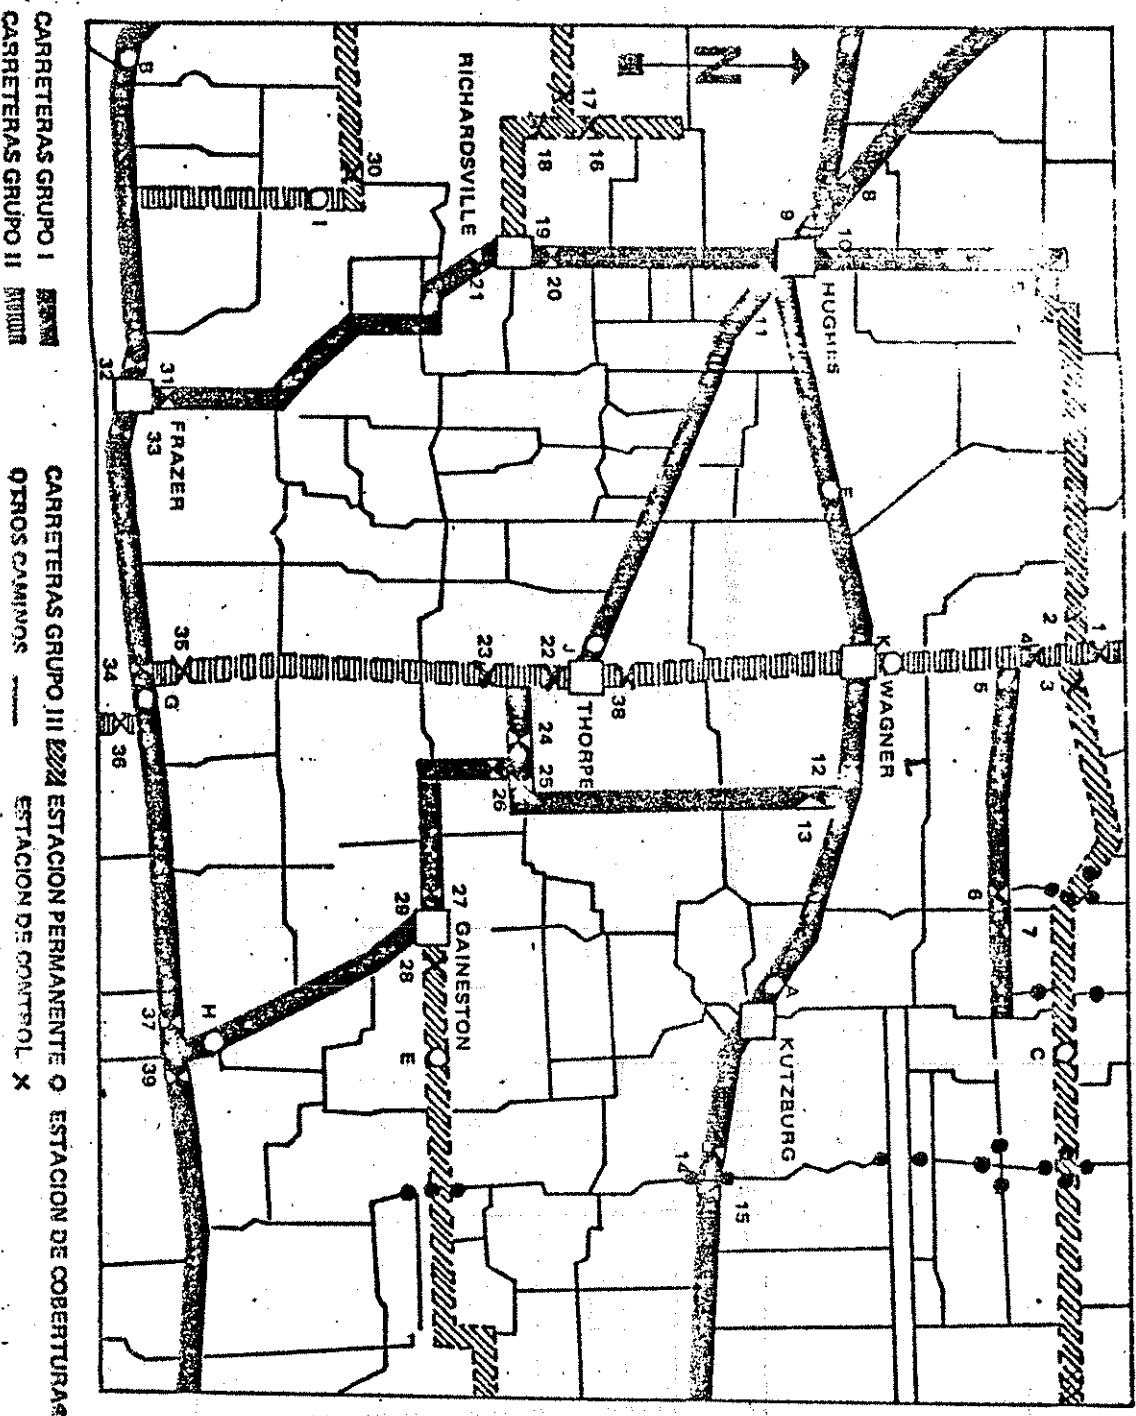 N
B
30
I
RICHARDSVILLE
17
16
18
19
20
21
8
9
10
HUGHES
11
F
31
32
33
FRAZER
1
2
3
4
5
K
WAGNER
J
THORPE
38
22
23
24
25
26
12
13
35
34
G
36
6
7
C
27 GAINESTON
29
28
E
A
KUTZBURG
14
15
H
37
39
CARRETERAS GRUPO I
CARRETERAS GRUPO II
CARRETERAS GRUPO III
OTROS CAMINOS
ESTACION PERMANENTE O
ESTACION DE CONTROL X
ESTACION DE COBERTURAS